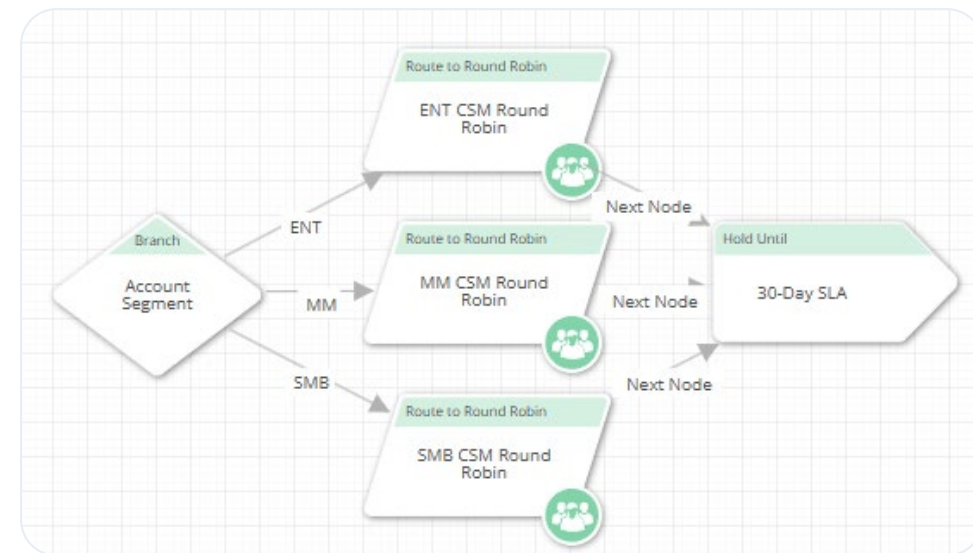 Route to Round Robin
ENT CSM Round
Robin
Next Node
ENT
Branch
Account
Segment
Route to Round Robin
MM CSM Round
Robin
MM
Next Node
Hold Until
30-Day SLA
SMB
Next Node
Route to Round Robin
SMB CSM Round
Robin